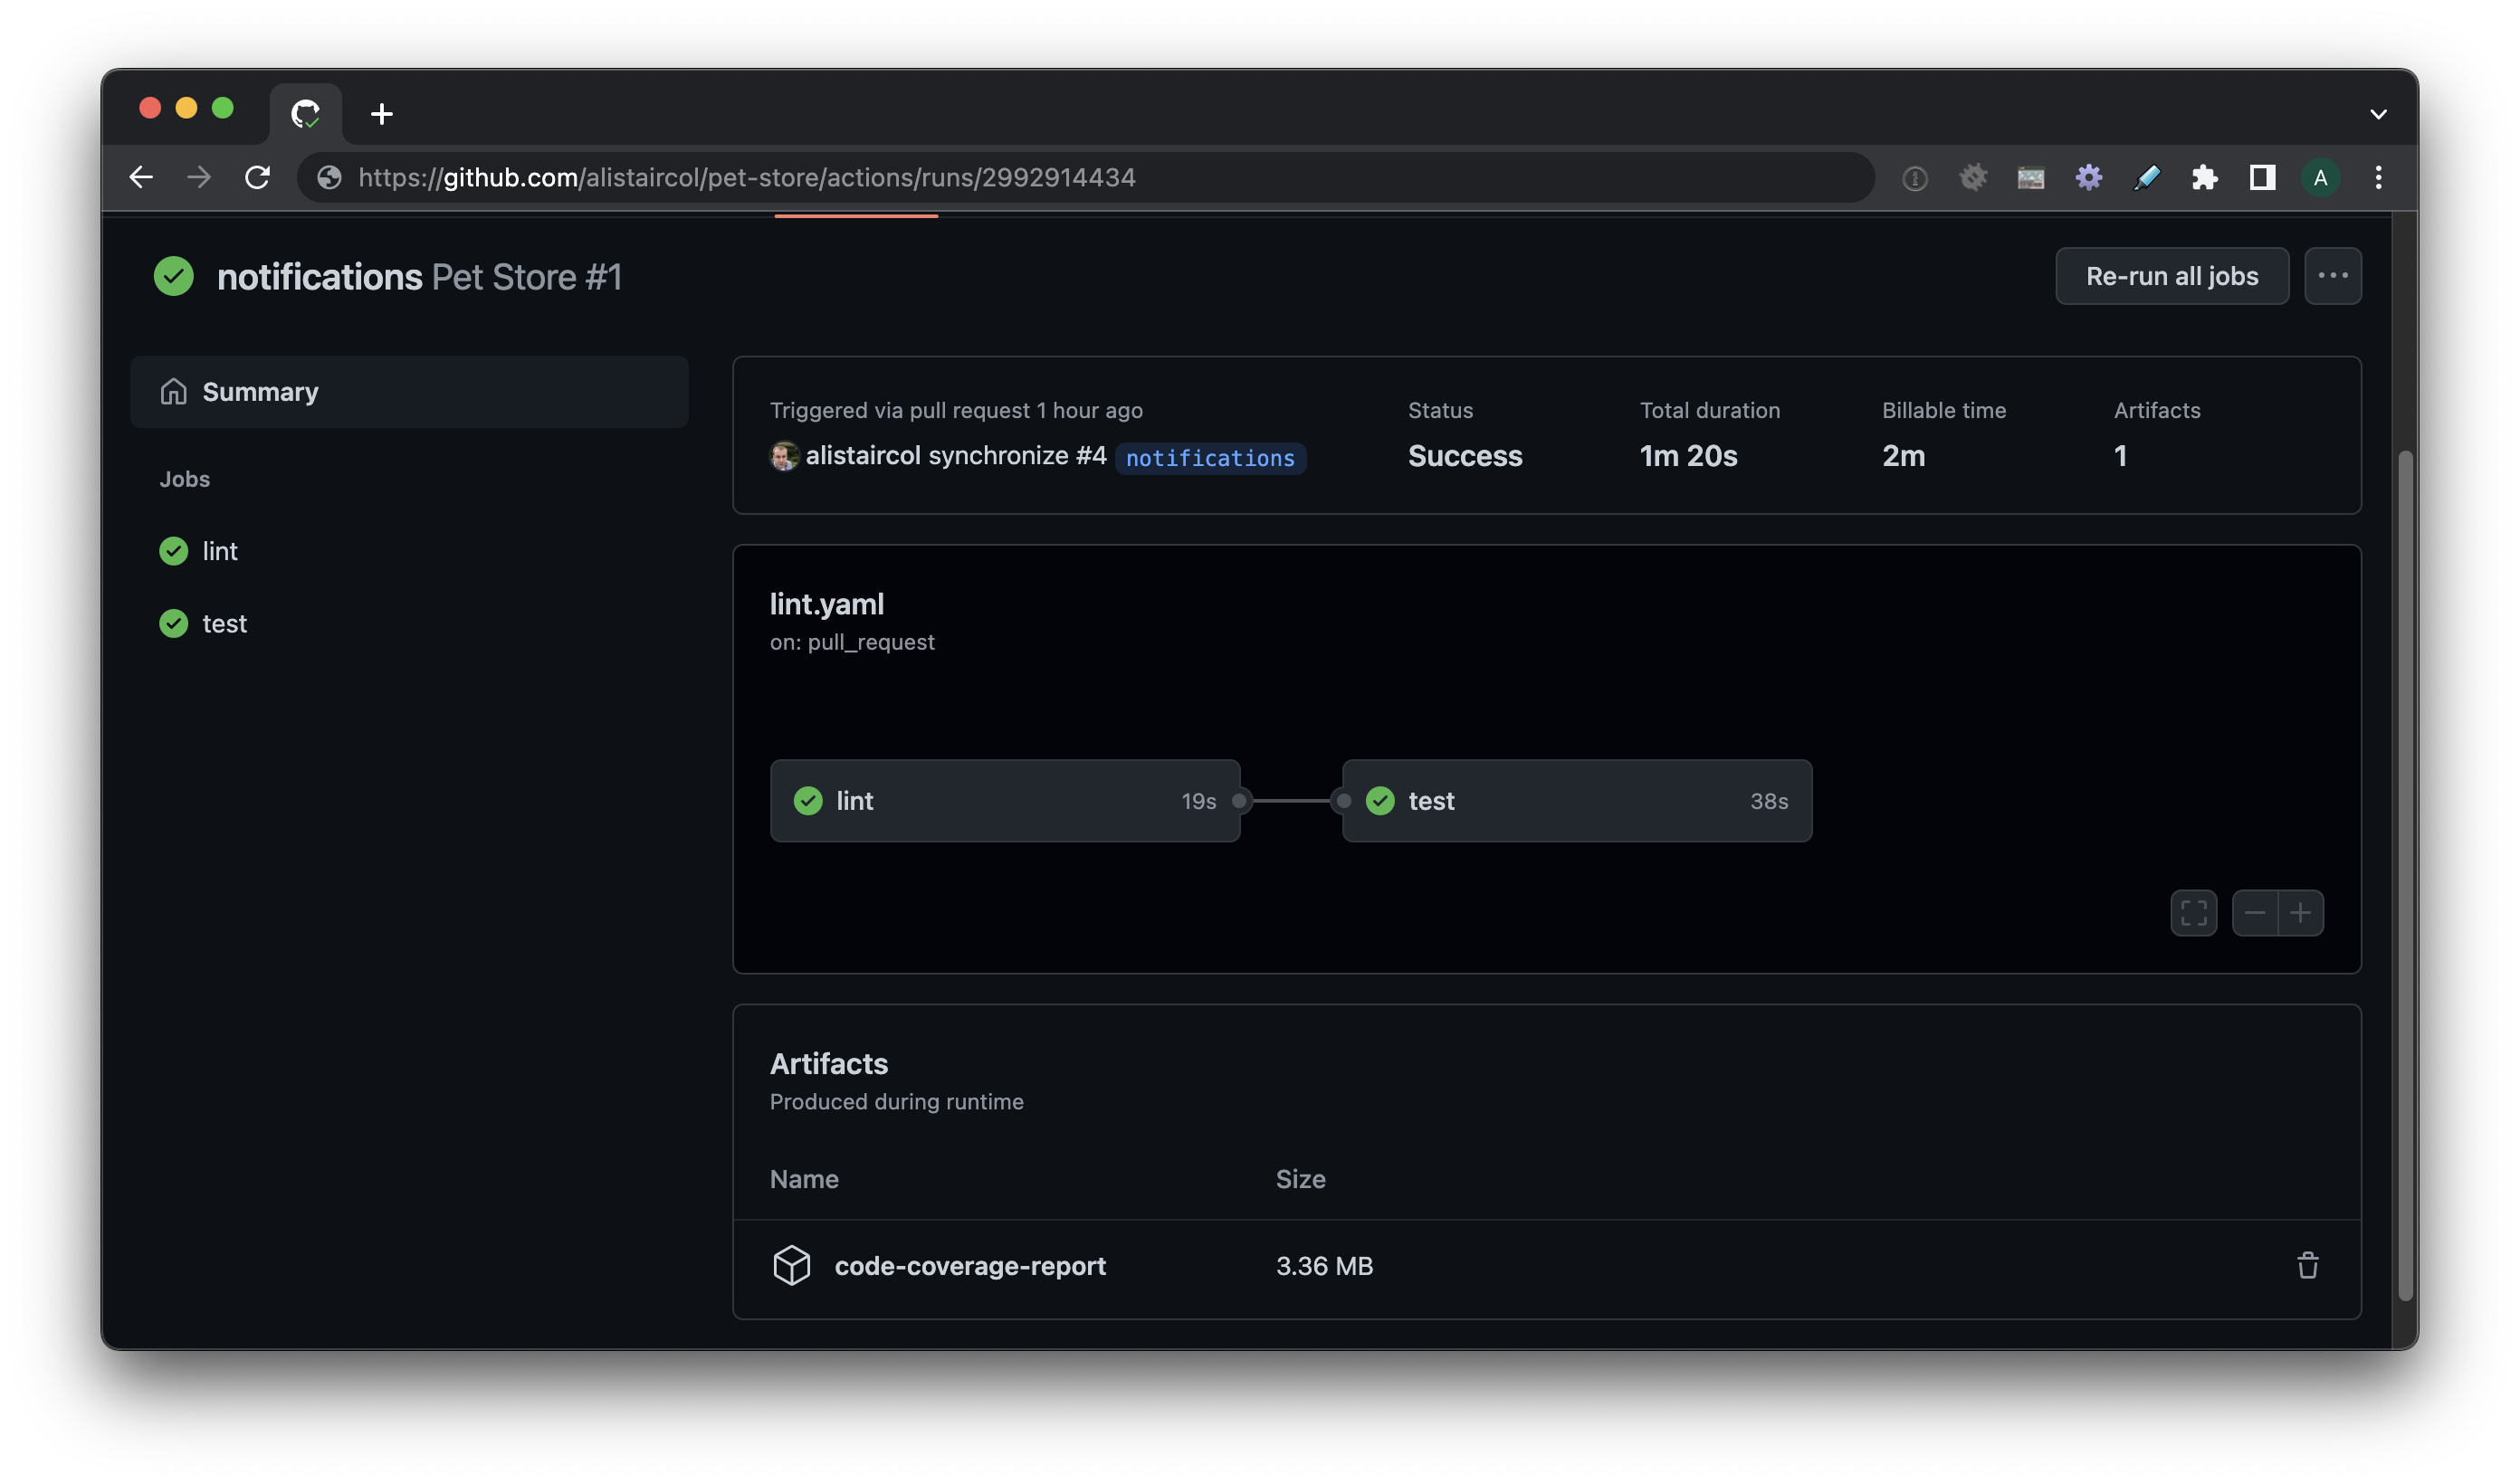 https://github.com/alistaircol/pet-store/actions/runs/2992914434
A
notifications Pet Store #1
Re-run all jobs
Summary
Jobs
lint
test
Triggered via pull request 1 hour ago
alistaircol synchronize #4 notifications
Status
Success
Total duration
1m 20s
Billable time
2m
Artifacts
1
lint.yaml
on: pull_request
lint 19s
test 38s
Artifacts
Produced during runtime
Name Size
code-coverage-report 3.36 MB